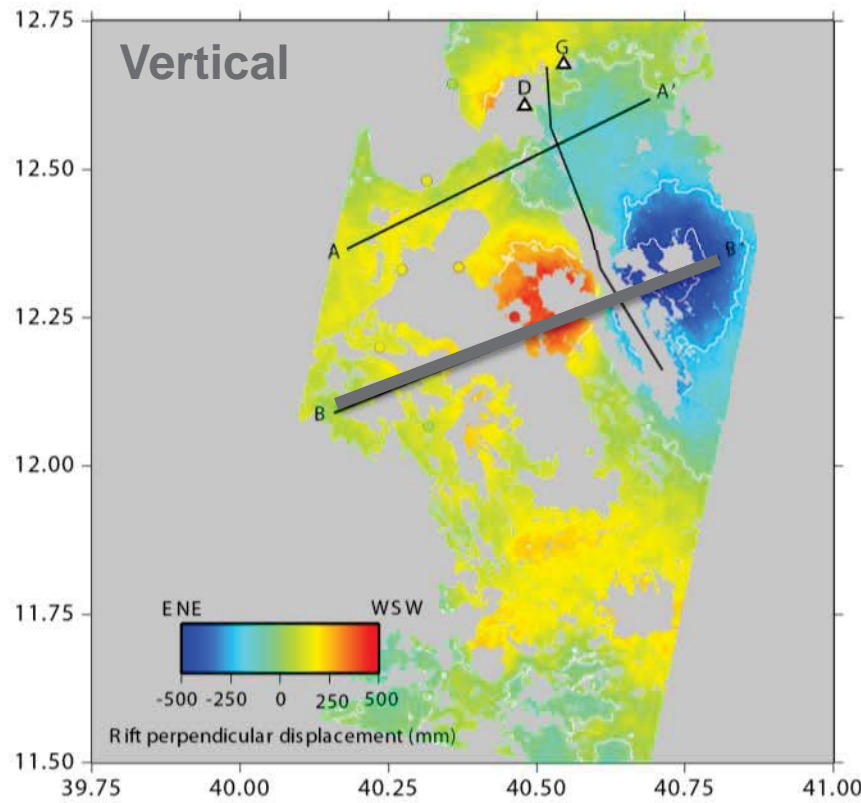 12.75
Vertical
G
D
A'
12.50
A
B'
12.25
B
12.00
11.75
ENE WSW
-500 -250 0 250 500
Rift perpendicular displacement (mm)
11.50
39.75 40.00 40.25 40.50 40.75 41.00